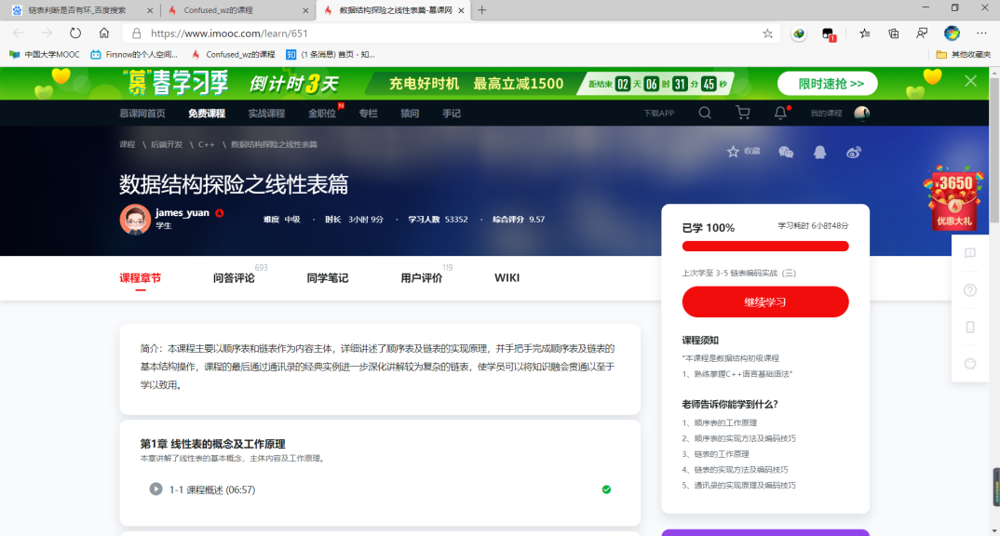 链表判断是否有环_百度搜索
Confused_wz的课程
数据结构探险之线性表篇-慕课网
https://www.imooc.com/learn/651
1
中国大学MOOC
Firsnow的个人空间...
Confused_wz的课程
知 (1 条消息) 首页 - 知...
其他收藏夹
“慕芬”春学习季 倒计时3天
充电好时机 最高立减1500
距结束 02 天 06 时 31 分 45 秒
限时速抢 >>
慕课网首页 免费课程 实战课程 金职位 N 专栏 猿问 手记
下载APP
我的课程
课程 \ 后端开发 \ C++ \ 数据结构探险之线性表篇
收藏
数据结构探险之线性表篇
james_yuan
学生
难度 中级 · 时长 3小时 9分 · 学习人数 53352 · 综合评分 9.57
¥3650
优惠大礼
已学 100%
学习耗时 6小时48分
上次学至 3-5 链表编码实战（三）
继续学习
课程章节 问答评论 693 同学笔记 用户评价 119 WIKI
简介：本课程主要以顺序表和链表作为内容主体，详细讲述了顺序表及链表的实现原理，并手把手完成顺序表及链表的
基本结构操作，课程的最后通过通讯录的经典实例进一步深化讲解较为复杂的链表，使学员可以将知识融会贯通以至于
学以致用。
课程须知
"本课程是数据结构初级课程
1、熟练掌握C++语言基础语法"
老师告诉你能学到什么？
1、顺序表的工作原理
2、顺序表的实现方法及编码技巧
3、链表的工作原理
4、链表的实现方法及编码技巧
5、通讯录的实现原理及编码技巧
第1章 线性表的概念及工作原理
本章讲解了线性表的基本概念，主体内容及工作原理。
1-1 课程概述 (06:57)